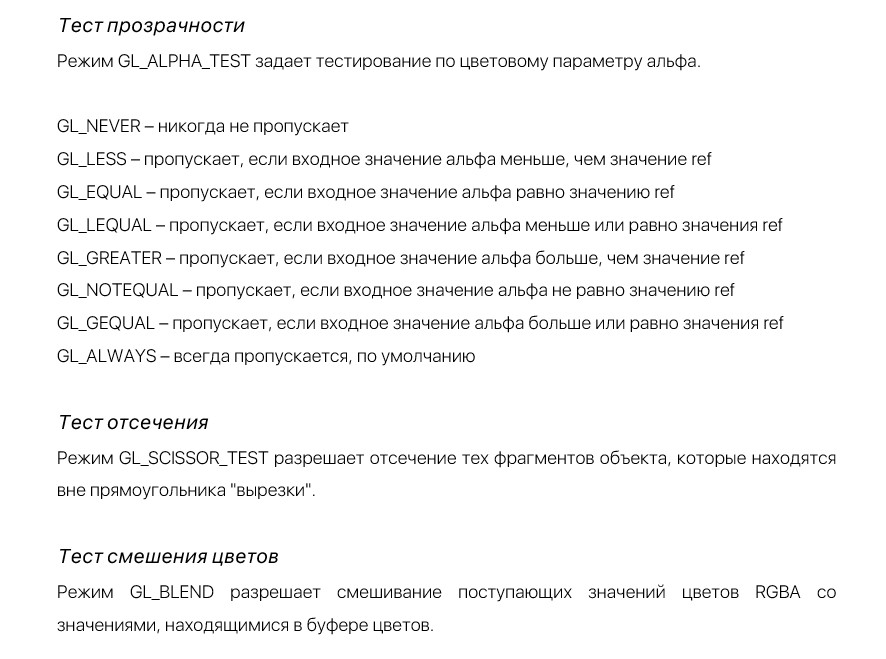 Тест прозрачности
Режим GL_ALPHA_TEST задает тестирование по цветовому параметру альфа.
GL_NEVER – никогда не пропускает
GL_LESS – пропускает, если входное значение альфа меньше, чем значение ref
GL_EQUAL – пропускает, если входное значение альфа равно значению ref
GL_LEQUAL – пропускает, если входное значение альфа меньше или равно значения ref
GL_GREATER – пропускает, если входное значение альфа больше, чем значение ref
GL_NOTEQUAL – пропускает, если входное значение альфа не равно значению ref
GL_GEQUAL – пропускает, если входное значение альфа больше или равно значения ref
GL_ALWAYS – всегда пропускается, по умолчанию
Тест отсечения
Режим GL_SCISSOR_TEST разрешает отсечение тех фрагментов объекта, которые находятся
вне прямоугольника "вырезки".
Тест смешения цветов
Режим GL_BLEND разрешает смешивание поступающих значений цветов RGBA со
значениями, находящимися в буфере цветов.